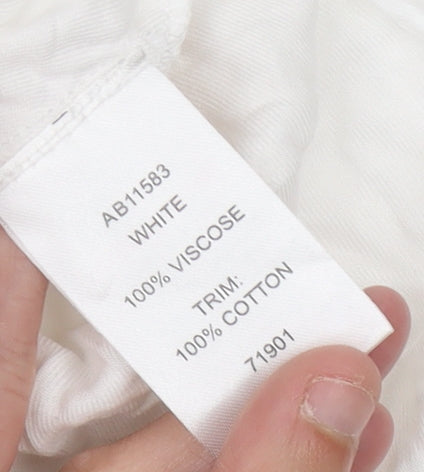 AB11583
WHITE
100% VISCOSE
TRIM:
100% COTTON
71901